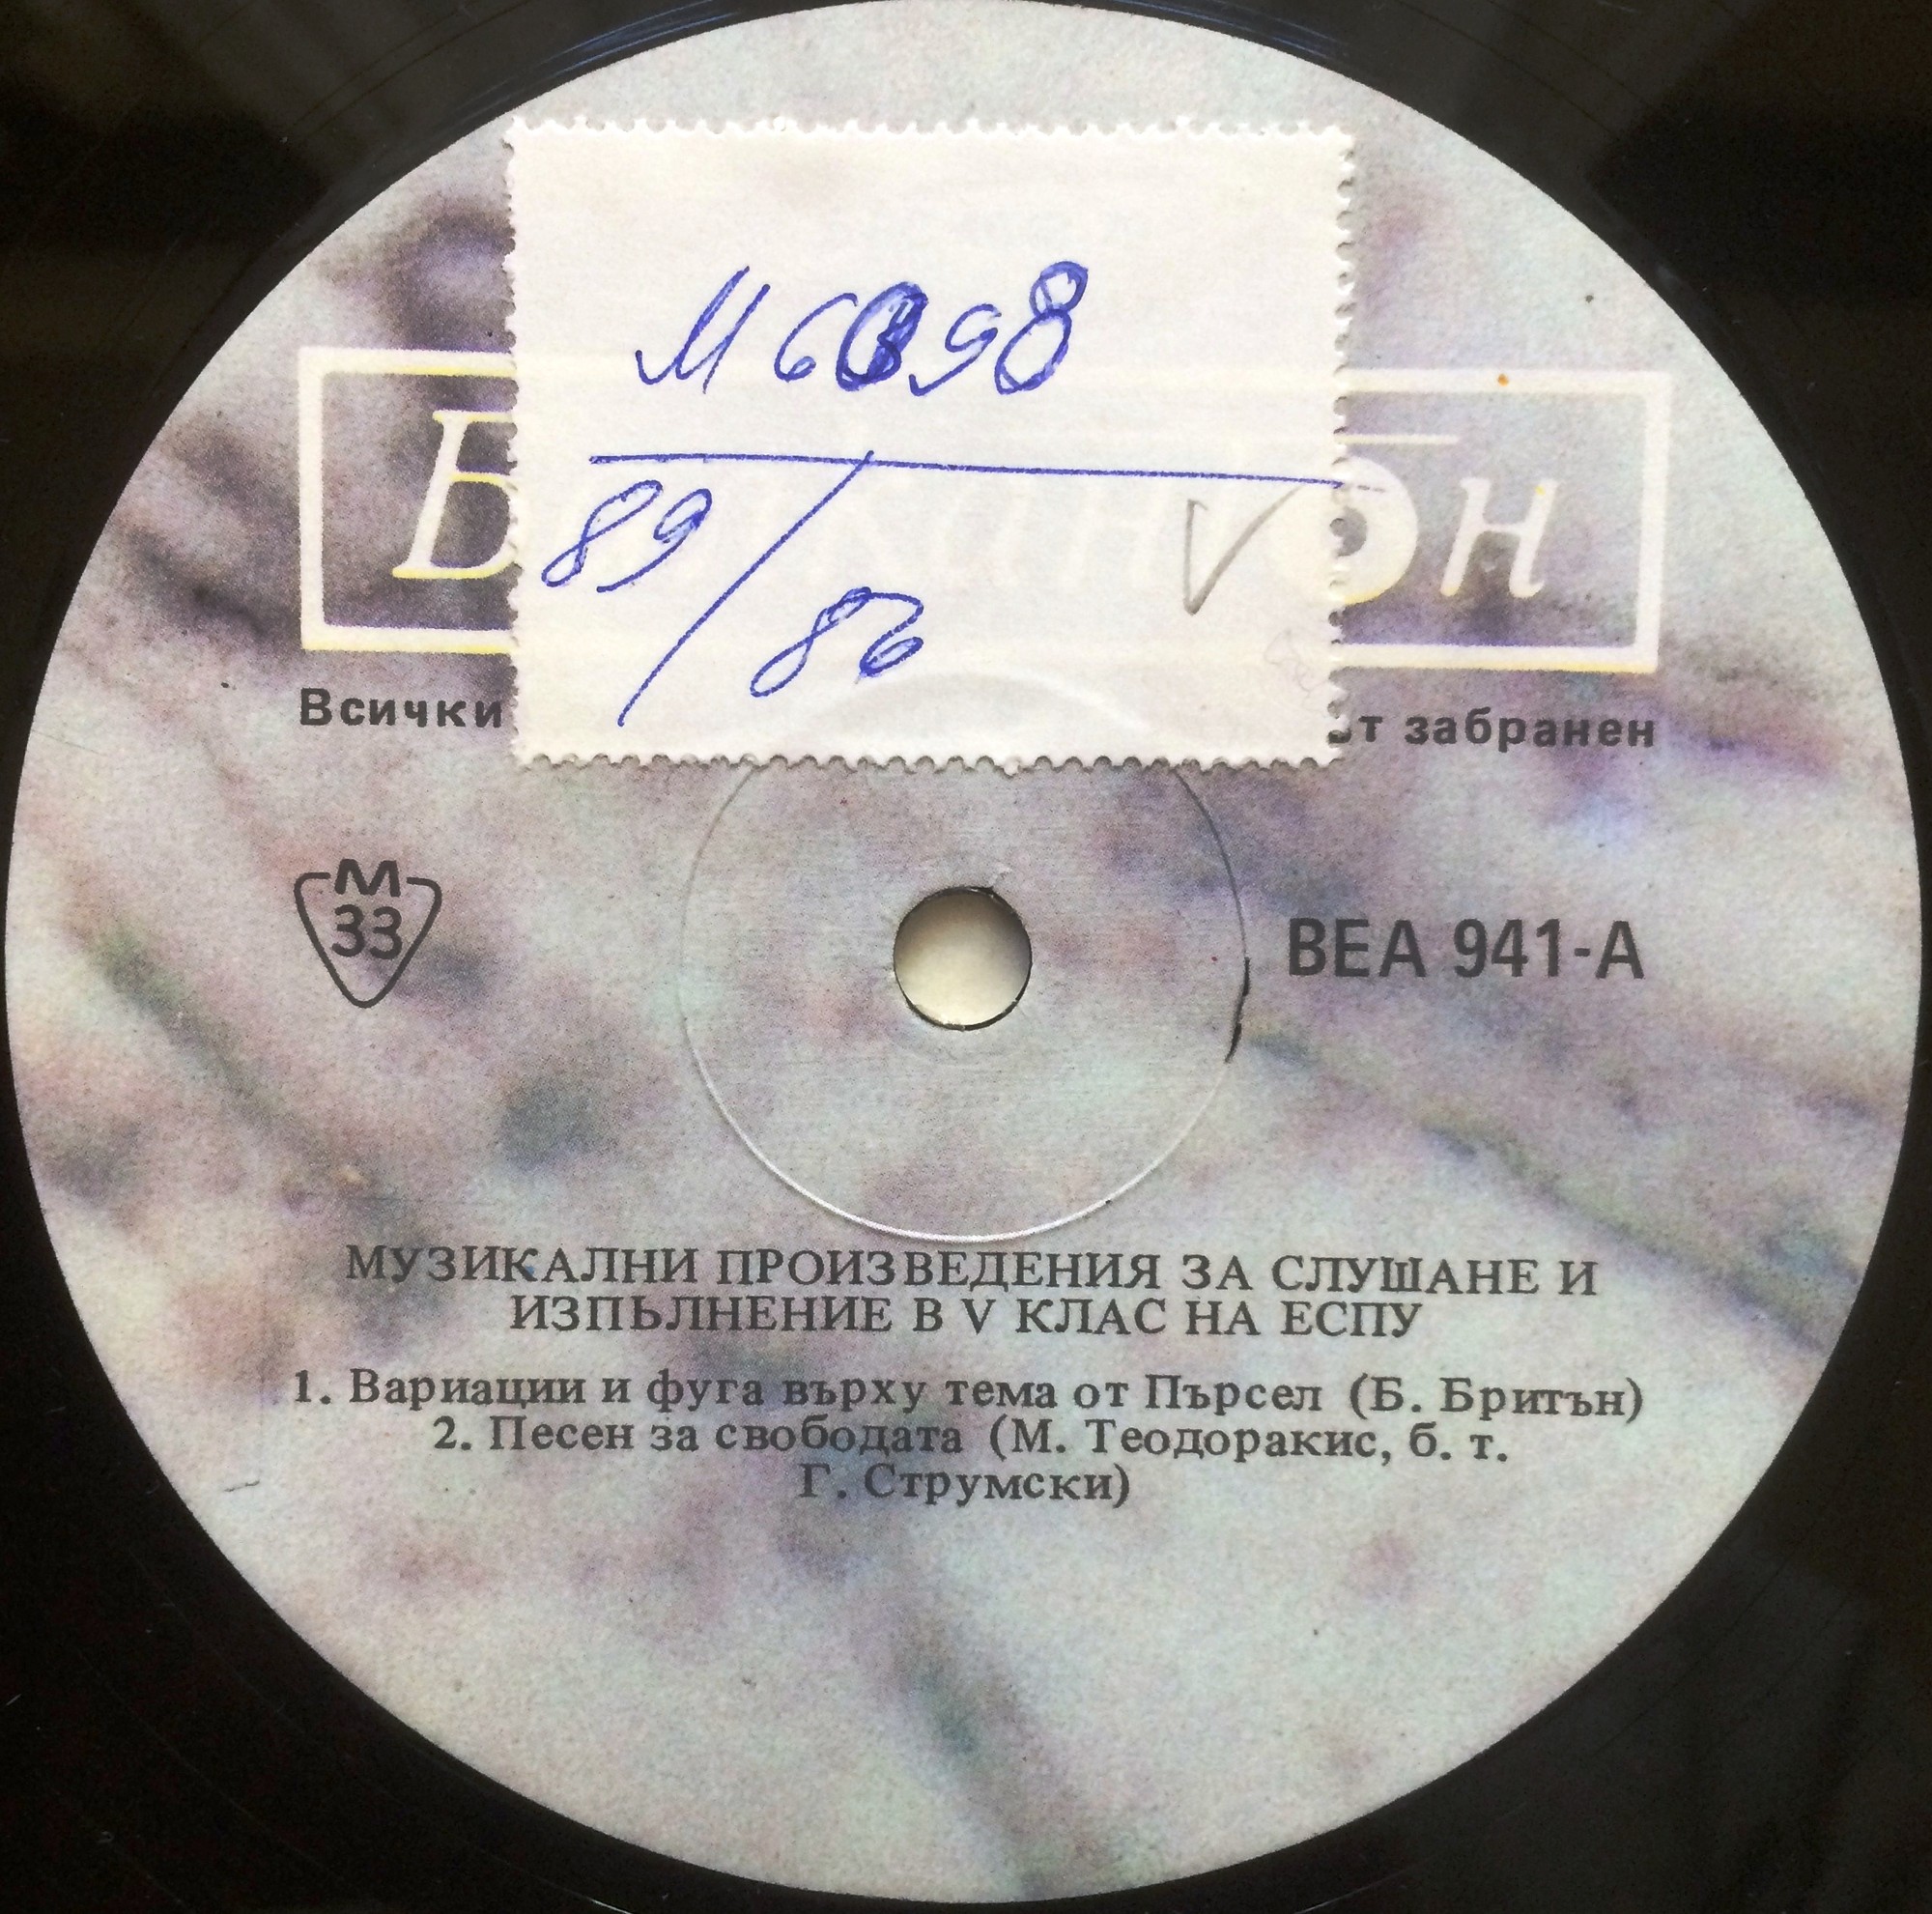 89/86
Всички
забранен
М
33
ВЕА 941-А
МУЗИКАЛНИ ПРОИЗВЕДЕНИЯ ЗА СЛУШАНЕ И
ИЗПЪЛНЕНИЕ В V КЛАС НА ЕСПУ
1. Вариации и фуга върху тема от Пърсел (Б. Бритън)
2. Песен за свободата (М. Теодоракис, б. т.
Г. Струмски)